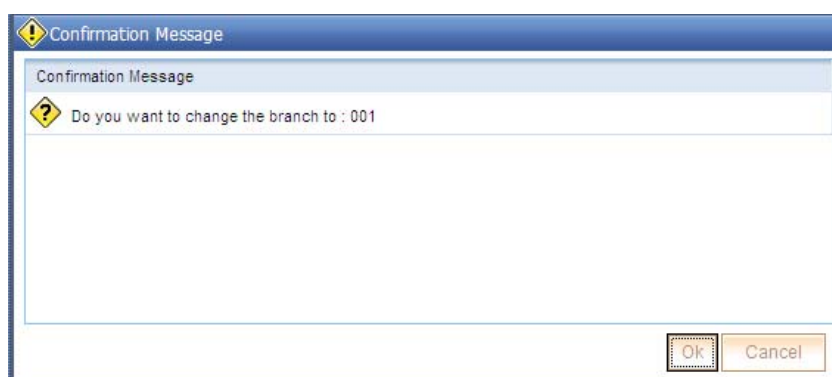 Confirmation Message
Confirmation Message
Do you want to change the branch to : 001
Ok Cancel